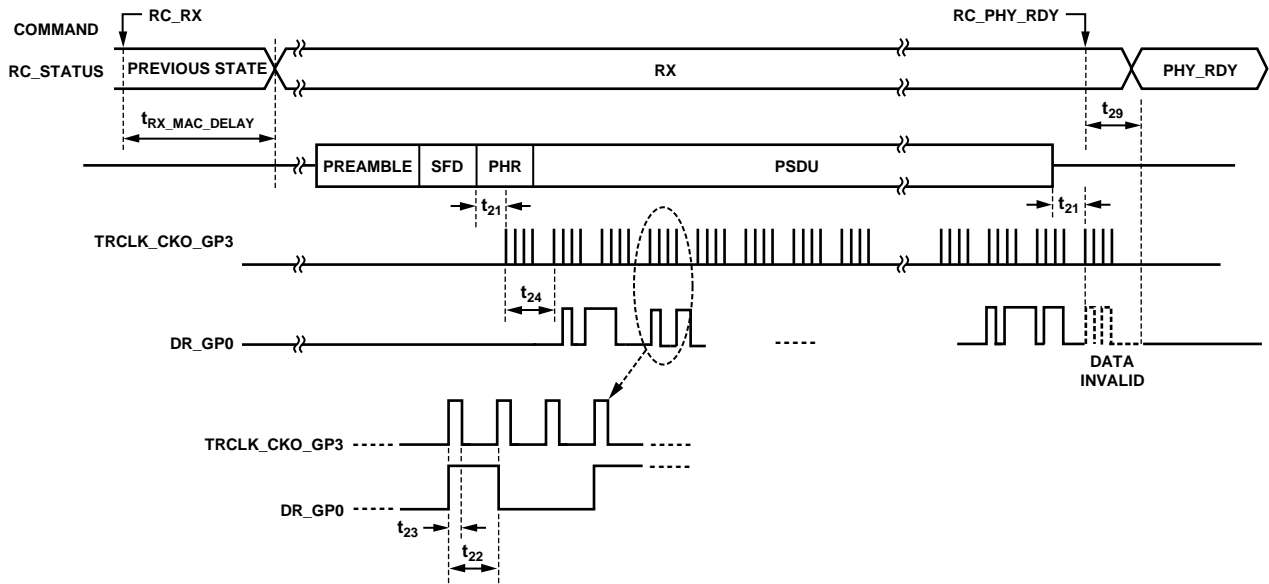 COMMAND
RC_RX
RC_PHY_RDY
RC_STATUS
PREVIOUS STATE
RX
PHY_RDY
tRX_MAC_DELAY
t29
PREAMBLE
SFD
PHR
PSDU
t21
t21
TRCLK_CKO_GP3
t24
DR_GP0
DATA
INVALID
TRCLK_CKO_GP3
DR_GP0
t23
t22